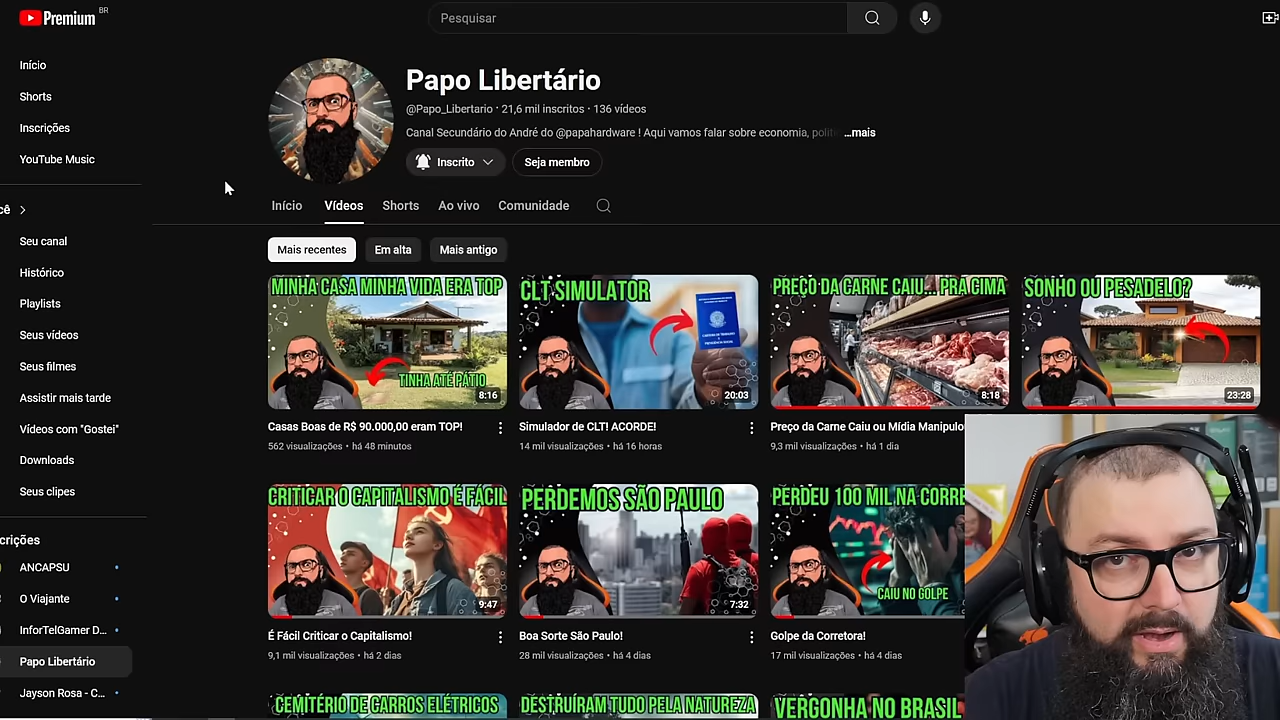 Premium BR
Pesquisar
Início
Shorts
Inscrições
YouTube Music
cê
Seu canal
Histórico
Playlists
Seus vídeos
Seus filmes
Assistir mais tarde
Vídeos com "Gostei"
Downloads
Seus clipes
crições
ANCAPSU
O Viajante
InforTelGamer D...
Papo Libertário
Jayson Rosa - C...
Papo Libertário
@Papo_Libertario · 21,6 mil inscritos · 136 vídeos
Canal Secundário do André do @papahardware ! Aqui vamos falar sobre economia, polít ...mais
Inscrito
Seja membro
Início Vídeos Shorts Ao vivo Comunidade
Mais recentes Em alta Mais antigo
MINHA CASA MINHA VIDA ERA TOP
TINHA ATÉ PÁTIO
8:16
Casas Boas de R$ 90.000,00 eram TOP!
562 visualizações · há 48 minutos
CLT SIMULATOR
20:03
Simulador de CLT! ACORDE!
14 mil visualizações · há 16 horas
PREÇO DA CARNE CAIU... PRA CIMA
8:18
Preço da Carne Caiu ou Mídia Manipulo
9,3 mil visualizações · há 1 dia
SONHO OU PESADELO?
23:28
CRITICAR O CAPITALISMO É FÁCIL
9:47
É Fácil Criticar o Capitalismo!
9,1 mil visualizações · há 2 dias
PERDEMOS SÃO PAULO
7:32
Boa Sorte São Paulo!
28 mil visualizações · há 4 dias
PERDEU 100 MIL NA CORRE
CAIU NO GOLPE
Golpe da Corretora!
17 mil visualizações · há 4 dias
CEMITÉRIO DE CARROS ELÉTRICOS
DESTRUÍRAM TUDO PELA NATUREZA
VERGONHA NO BRASIL